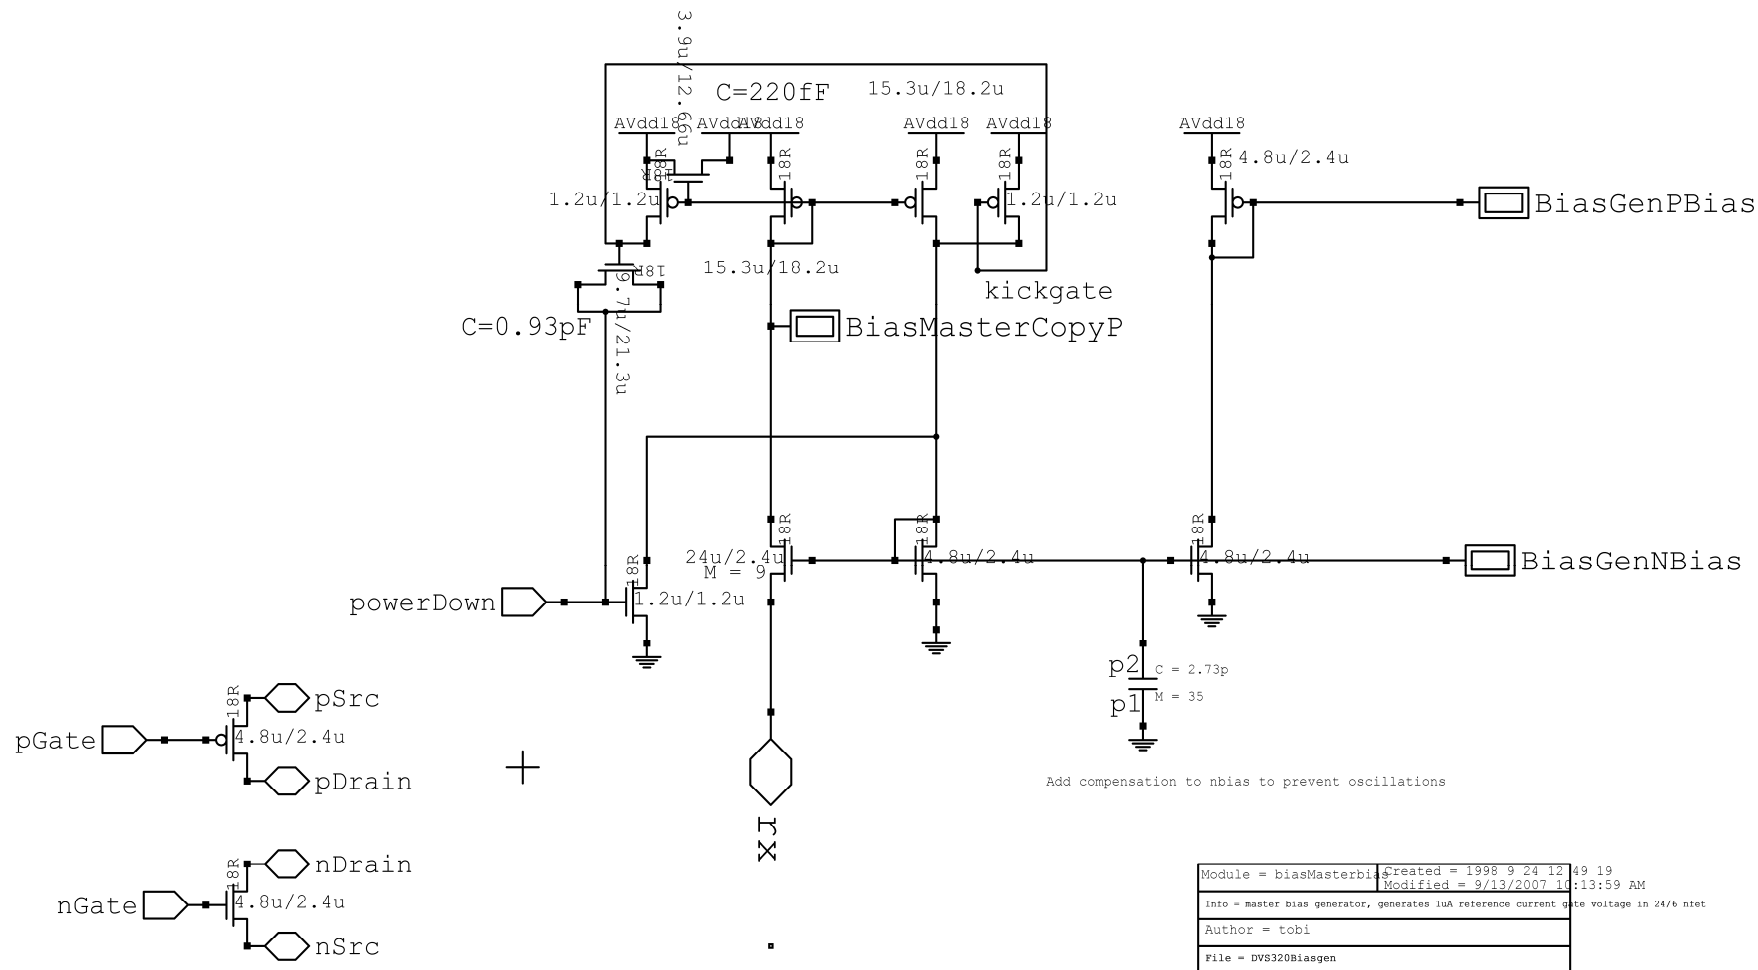 3.9u/12.66u
C=220fF
15.3u/18.2u
AVdd18
AVdd18
AVdd18
AVdd18
AVdd18
AVdd18
18R
18R
18R
18R
18R
18R
4.8u/2.4u
1.2u/1.2u
1.2u/1.2u
BiasGenPBias
15.3u/18.2u
18R
9.7u/21.3u
kickgate
C=0.93pF
BiasMasterCopyP
18R
18R
18R
18R
24u/2.4u
M = 9
4.8u/2.4u
4.8u/2.4u
BiasGenNBias
powerDown
1.2u/1.2u
p2
C = 2.73p
M = 35
p1
18R
pSrc
pGate
4.8u/2.4u
pDrain
Add compensation to nbias to prevent oscillations
rx
18R
nDrain
nGate
4.8u/2.4u
nSrc
Module = biasMasterbias
Created = 1998 9 24 12 49 19
Modified = 9/13/2007 10:13:59 AM
Info = master bias generator, generates 1uA reference current gate voltage in 24/6 nfet
Author = tobi
File = DVS320Biasgen